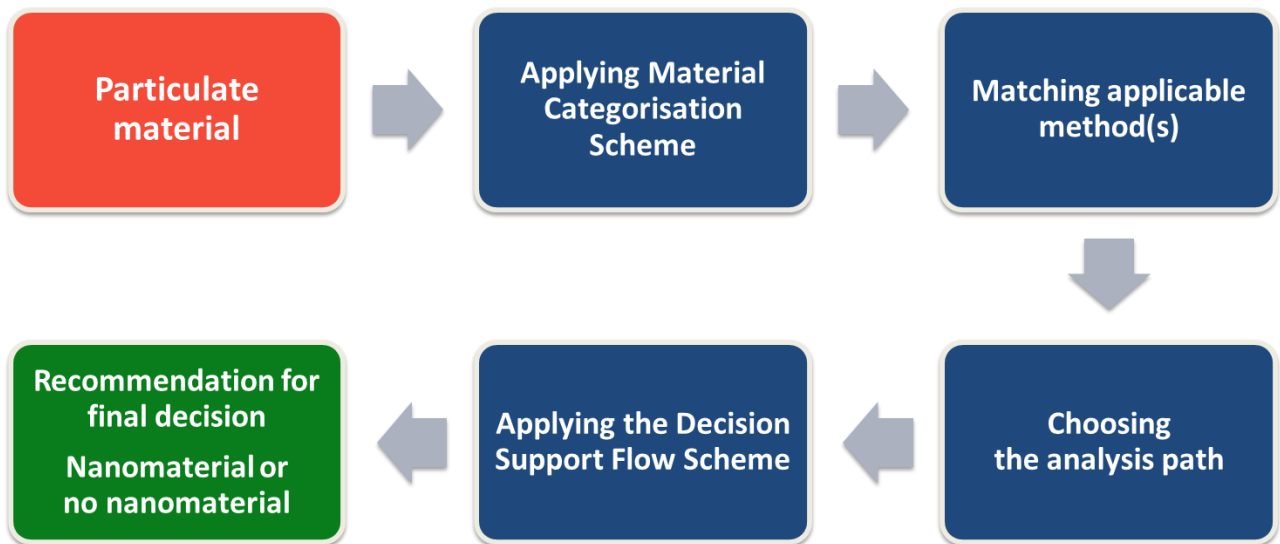 Particulate
material
Applying Material
Categorisation
Scheme
Matching applicable
method(s)
Choosing
the analysis path
Applying the Decision
Support Flow Scheme
Recommendation for
final decision
Nanomaterial or
no nanomaterial